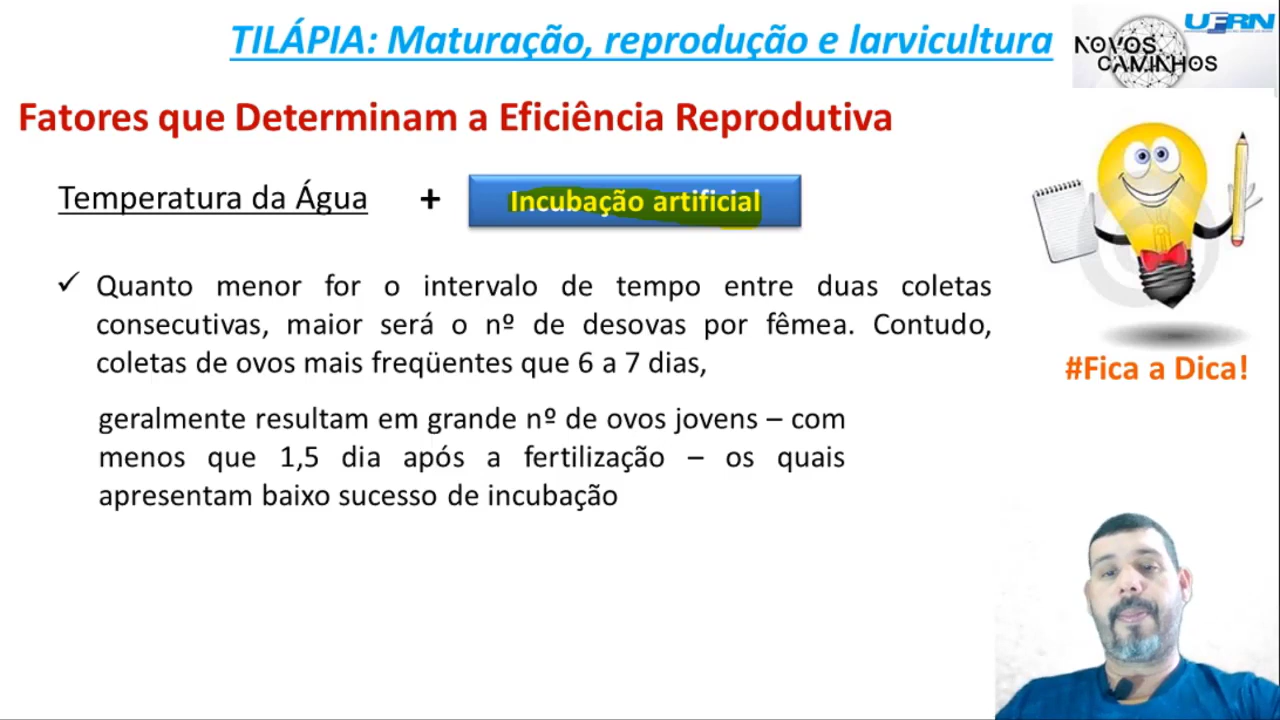 TILÁPIA: Maturação, reprodução e larvicultura
UFRN
NOVOS
CAMINHOS
Fatores que Determinam a Eficiência Reprodutiva
Temperatura da Água + Incubação artificial
✓ Quanto menor for o intervalo de tempo entre duas coletas
consecutivas, maior será o nº de desovas por fêmea. Contudo,
coletas de ovos mais freqüentes que 6 a 7 dias,
#Fica a Dica!
geralmente resultam em grande nº de ovos jovens – com
menos que 1,5 dia após a fertilização – os quais
apresentam baixo sucesso de incubação